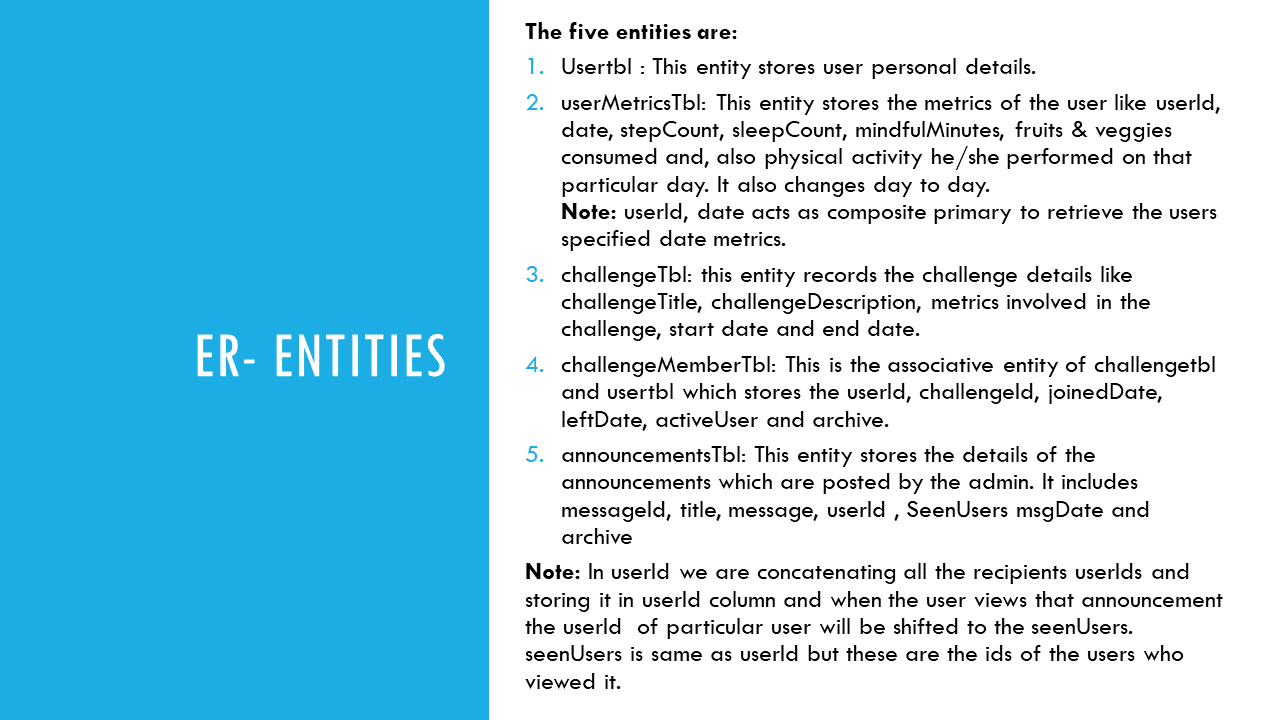 ER- ENTITIES
The five entities are:
1. Usertbl : This entity stores user personal details.
2. userMetricsTbl: This entity stores the metrics of the user like userId,
date, stepCount, sleepCount, mindfulMinutes, fruits & veggies
consumed and, also physical activity he/she performed on that
particular day. It also changes day to day.
Note: userId, date acts as composite primary to retrieve the users
specified date metrics.
3. challengeTbl: this entity records the challenge details like
challengeTitle, challengeDescription, metrics involved in the
challenge, start date and end date.
4. challengeMemberTbl: This is the associative entity of challengetbl
and usertbl which stores the userId, challengeId, joinedDate,
leftDate, activeUser and archive.
5. announcementsTbl: This entity stores the details of the
announcements which are posted by the admin. It includes
messageId, title, message, userId , SeenUsers msgDate and
archive
Note: In userId we are concatenating all the recipients userIds and
storing it in userId column and when the user views that announcement
the userId of particular user will be shifted to the seenUsers.
seenUsers is same as userId but these are the ids of the users who
viewed it.